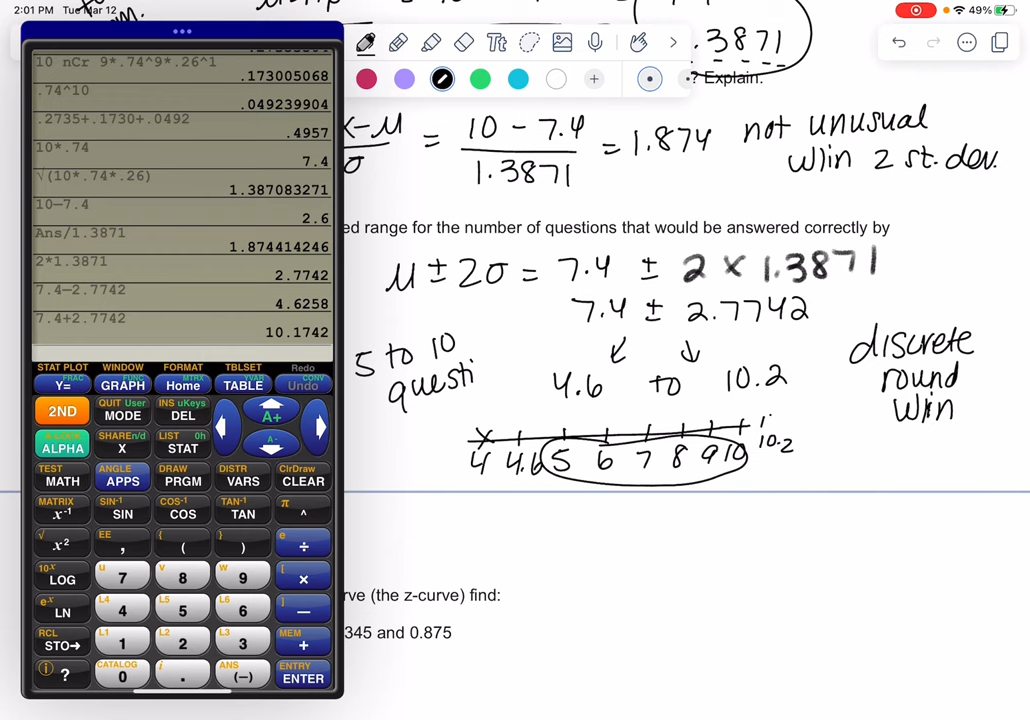 2:01 PM Tue Mar 12
49%
.3871
? Explain.
10 nCr 9*.74^9*.26^1
.173005068
.74^10
.049239904
.2735+.1730+.0492
.4957
10*.74
7.4
√(10*.74*.26)
1.387083271
10−7.4
2.6
Ans/1.3871
1.874414246
2*1.3871
2.7742
7.4−2.7742
4.6258
7.4+2.7742
10.1742
x-μ/σ = 10 - 7.4 / 1.3871 = 1.874 not unusual
w/in 2 st. dev.
ed range for the number of questions that would be answered correctly by
μ ± 2σ = 7.4 ± 2 x 1.3871
7.4 ± 2.7742
5 to 10
questi
4.6 to 10.2
discrete
round
win
4 4.6 5 6 7 8 9 10 10.2
rve (the z-curve) find:
345 and 0.875
STAT PLOT WINDOW FORMAT TBLSET Redo
Y= GRAPH Home TABLE Undo
QUIT User INS uKeys
2ND MODE DEL A+
SHARE n/d LIST 0h A-
ALPHA X STAT
TEST ANGLE DRAW DISTR ClrDraw
MATH APPS PRGM VARS CLEAR
MATRIX SIN-1 COS-1 TAN-1 π
x-1 SIN COS TAN ^
√ EE { } e
x2 , ( ) ÷
10x u v w [
LOG 7 8 9 ×
ex L4 L5 L6 ]
LN 4 5 6 −
RCL L1 L2 L3 MEM
STO→ 1 2 3 +
CATALOG i ANS ENTRY
? 0 . (−) ENTER